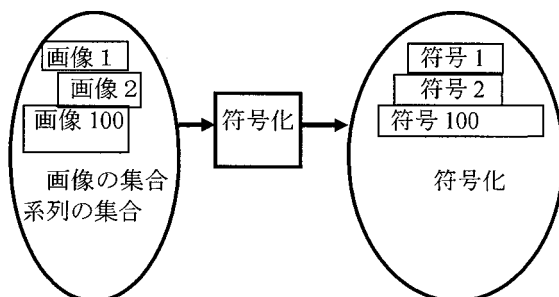 画像 1
画像 2
画像 100
画像の集合
系列の集合
符号化
符号 1
符号 2
符号 100
符号化